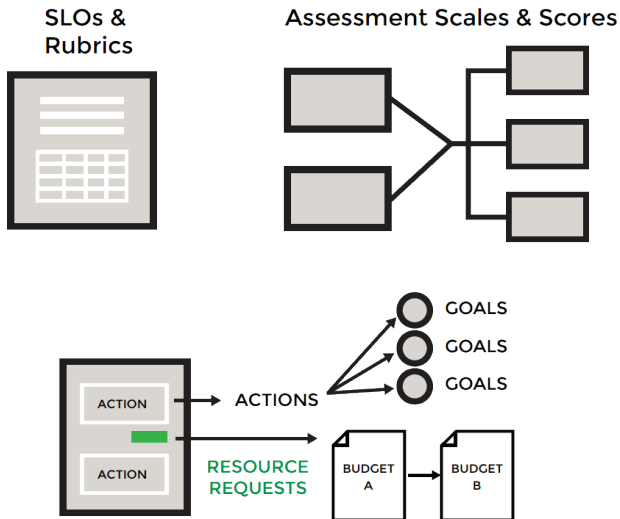 SLOs &
Rubrics
Assessment Scales & Scores
GOALS
GOALS
GOALS
ACTION
ACTIONS
ACTION
RESOURCE
REQUESTS
BUDGET
A
BUDGET
B